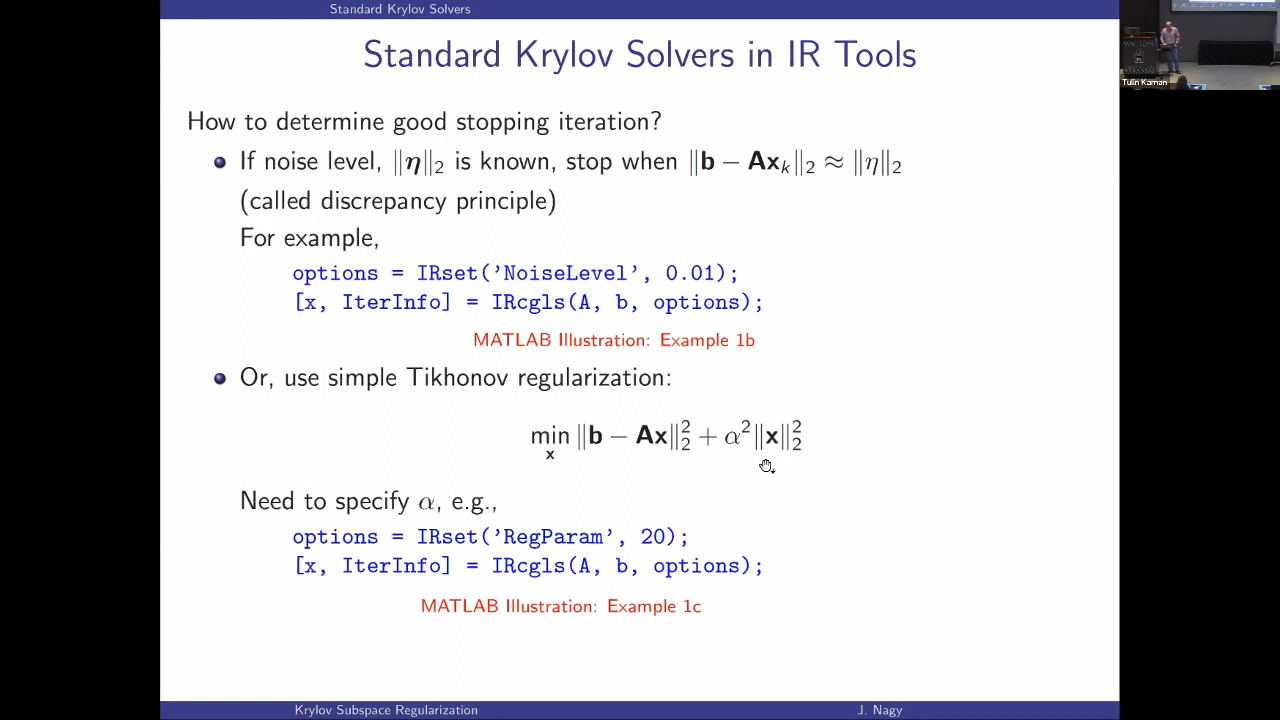 Standard Krylov Solvers
Standard Krylov Solvers in IR Tools
How to determine good stopping iteration?
If noise level, ‖η‖₂ is known, stop when ‖b − Axₖ‖₂ ≈ ‖η‖₂
(called discrepancy principle)
For example,
options = IRset('NoiseLevel', 0.01);
[x, IterInfo] = IRcgls(A, b, options);
MATLAB Illustration: Example 1b
Or, use simple Tikhonov regularization:
min ‖b − Ax‖₂² + α²‖x‖₂²
x
Need to specify α, e.g.,
options = IRset('RegParam', 20);
[x, IterInfo] = IRcgls(A, b, options);
MATLAB Illustration: Example 1c
Krylov Subspace Regularization
J. Nagy
WALTON
Tulin Kaman